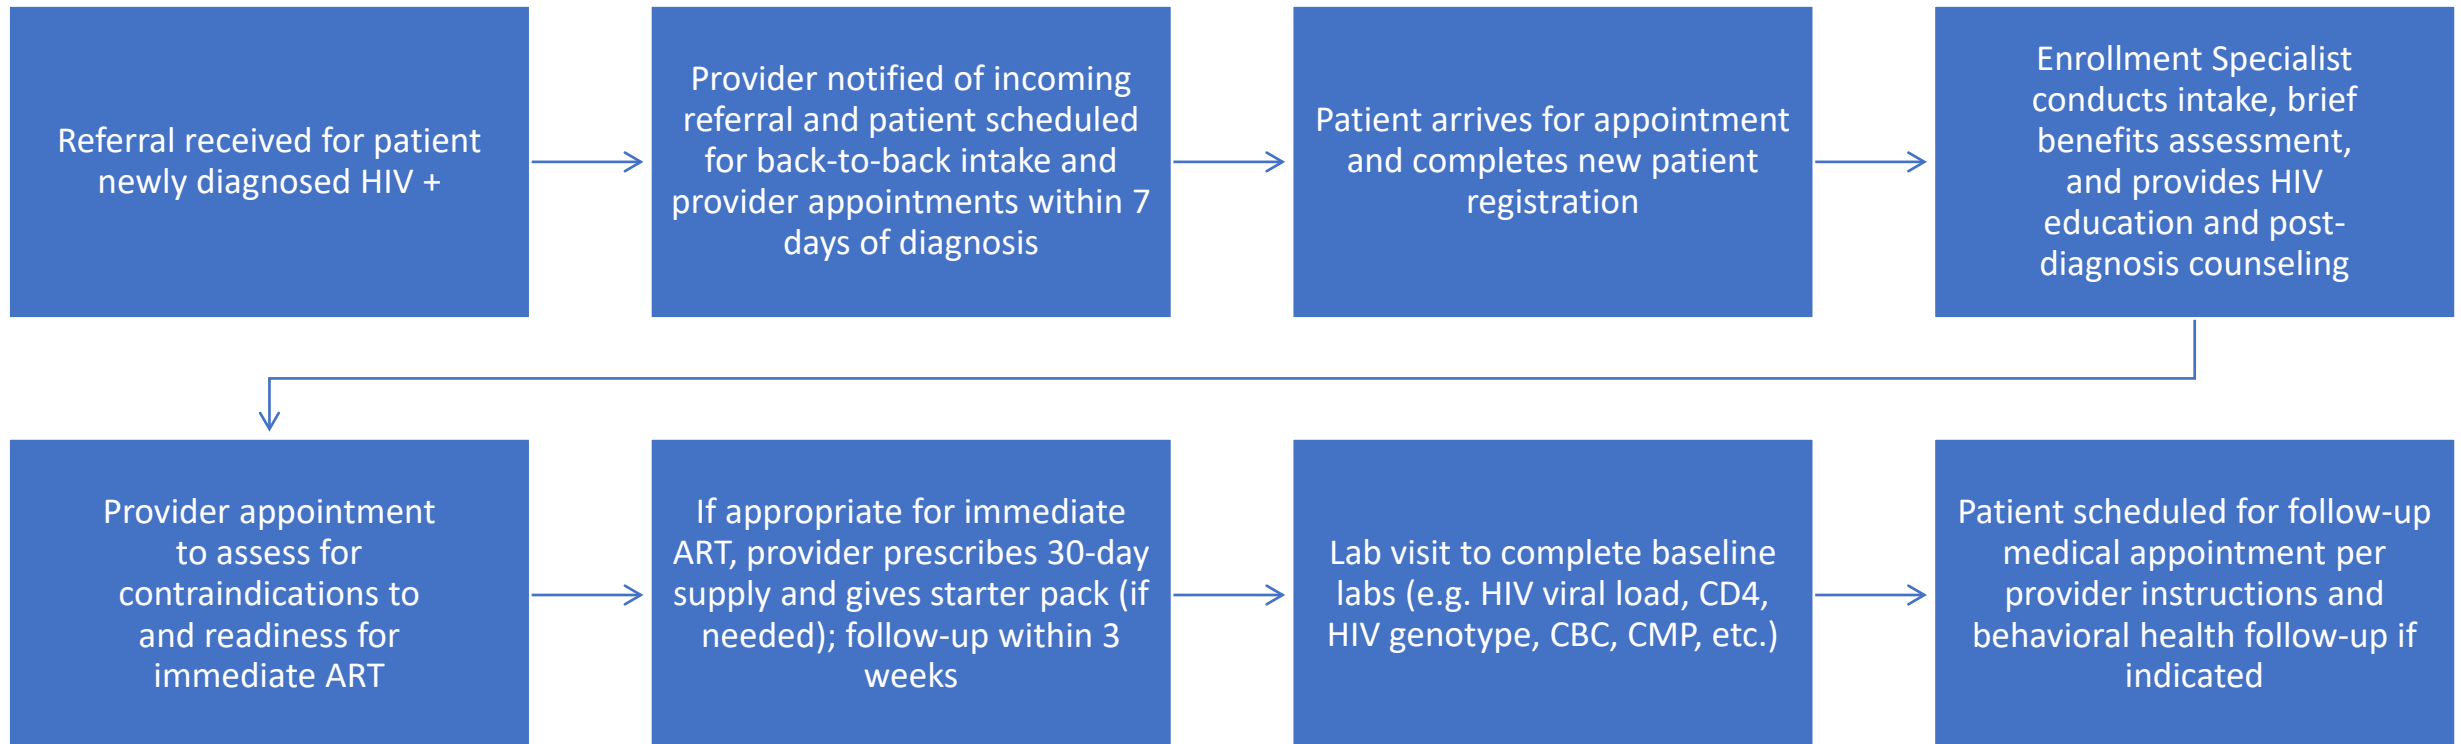 Referral received for patient
newly diagnosed HIV +
Provider notified of incoming
referral and patient scheduled
for back-to-back intake and
provider appointments within 7
days of diagnosis
Patient arrives for appointment
and completes new patient
registration
Enrollment Specialist
conducts intake, brief
benefits assessment,
and provides HIV
education and post-
diagnosis counseling
Provider appointment
to assess for
contraindications to
and readiness for
immediate ART
If appropriate for immediate
ART, provider prescribes 30-day
supply and gives starter pack (if
needed); follow-up within 3
weeks
Lab visit to complete baseline
labs (e.g. HIV viral load, CD4,
HIV genotype, CBC, CMP, etc.)
Patient scheduled for follow-up
medical appointment per
provider instructions and
behavioral health follow-up if
indicated